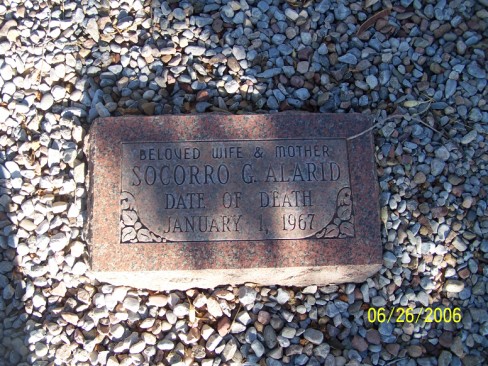 BELOVED WIFE & MOTHER
SOCORRO G. ALARID
DATE OF DEATH
JANUARY 1, 1967
06/26/2006